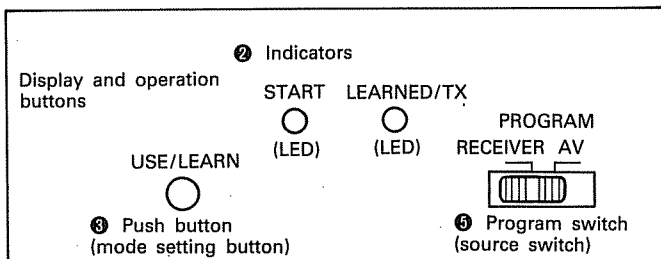 ❷ Indicators
Display and operation
buttons
START LEARNED/TX
(LED) (LED)
PROGRAM
RECEIVER AV
USE/LEARN
❸ Push button
(mode setting button)
❺ Program switch
(source switch)